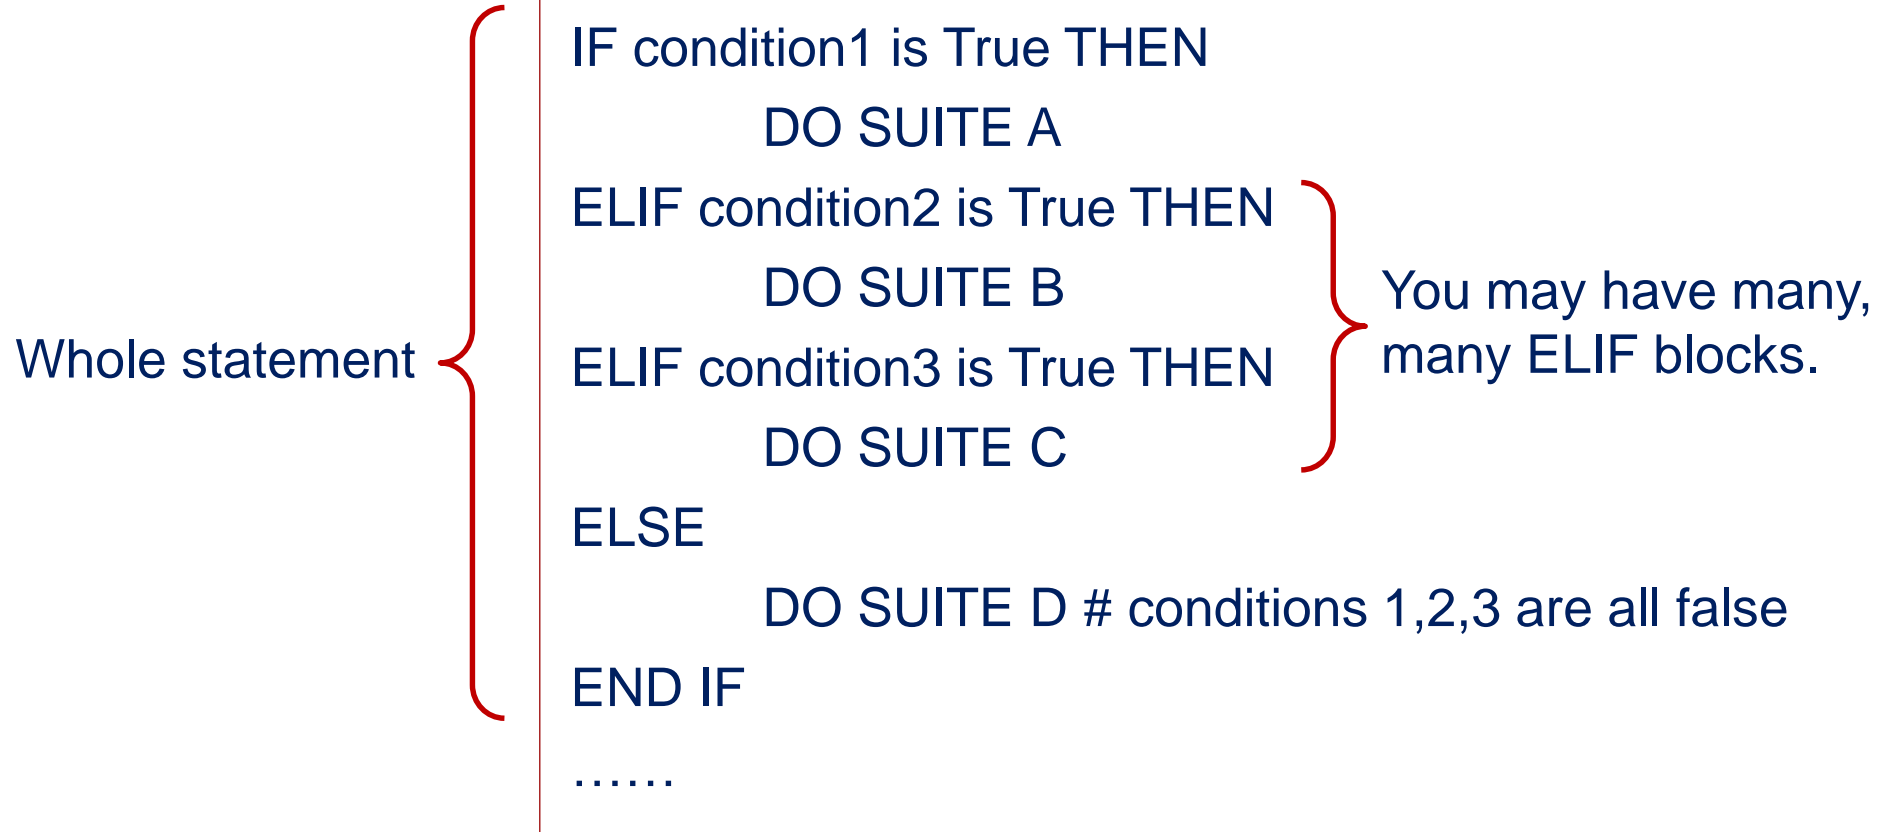 IF condition1 is True THEN
DO SUITE A
ELIF condition2 is True THEN
DO SUITE B
ELIF condition3 is True THEN
DO SUITE C
ELSE
DO SUITE D # conditions 1,2,3 are all false
END IF
……
Whole statement
You may have many,
many ELIF blocks.